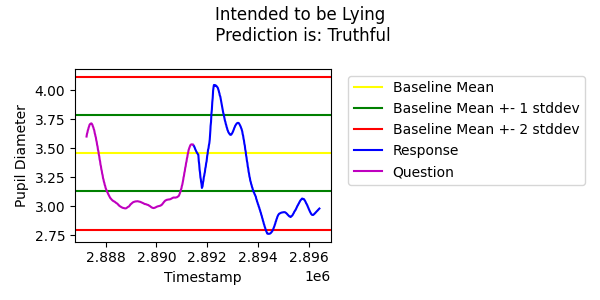 Intended to be Lying
Prediction is: Truthful
Pupil Diameter
4.00
3.75
3.50
3.25
3.00
2.75
2.888
2.890
2.892
2.894
2.896
1e6
Timestamp
Baseline Mean
Baseline Mean +- 1 stddev
Baseline Mean +- 2 stddev
Response
Question